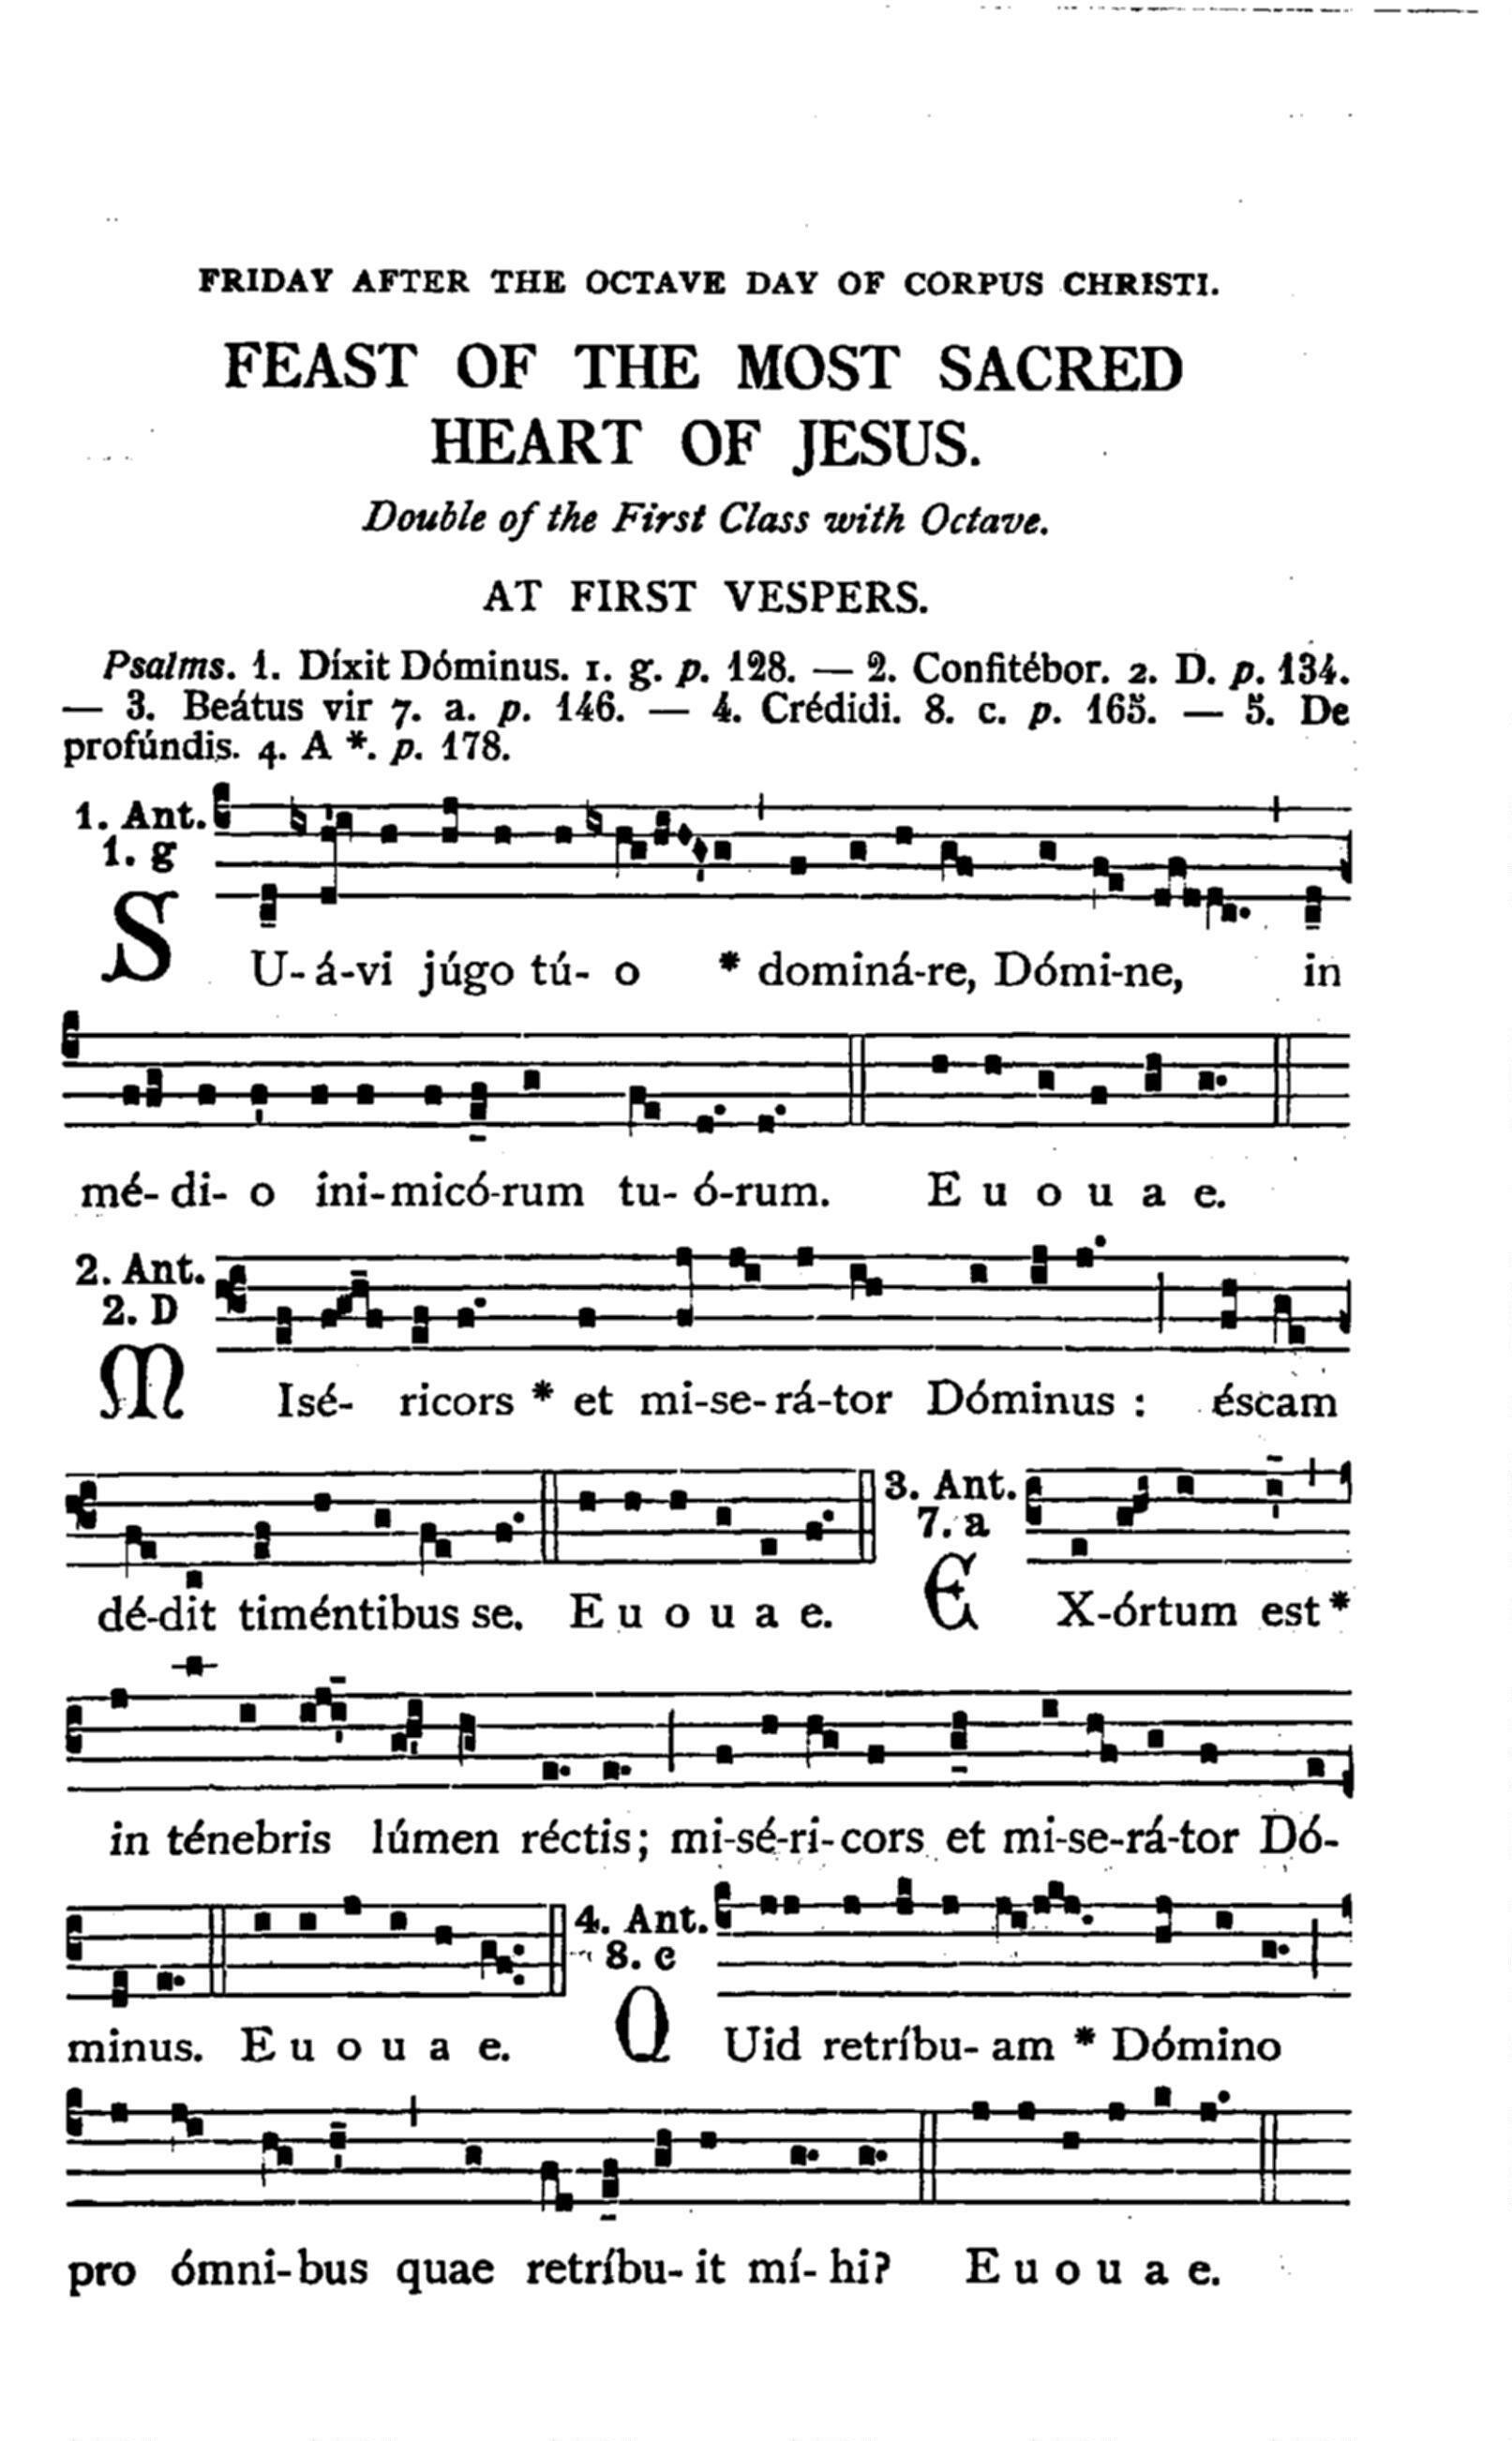 FRIDAY AFTER THE OCTAVE DAY OF CORPUS CHRISTI.
FEAST OF THE MOST SACRED
HEART OF JESUS.
Double of the First Class with Octave.
AT FIRST VESPERS.
Psalms. 1. Díxit Dóminus. 1. g. p. 128. — 2. Confitébor. 2. D. p. 134.
— 3. Beátus vir 7. a. p. 146. — 4. Crédidi. 8. c. p. 165. — 5. De
profúndis. 4. A *. p. 178.
1. Ant.
1. g
SU-á-vi júgo tú- o * dominá-re, Dómi-ne, in
mé- di- o ini-micó-rum tu- ó-rum. E u o u a e.
2. Ant.
2. D
MIsé- ricors * et mi-se-rá-tor Dóminus : éscam
dé-dit timéntibus se. E u o u a e.
3. Ant.
7. a
EX-órtum est *
in ténebris lúmen réctis; mi-sé-ri-cors et mi-se-rá-tor Dó-
minus. E u o u a e.
4. Ant.
8. c
QUid retríbu- am * Dómino
pro ómni-bus quae retríbu- it mí- hi? E u o u a e.